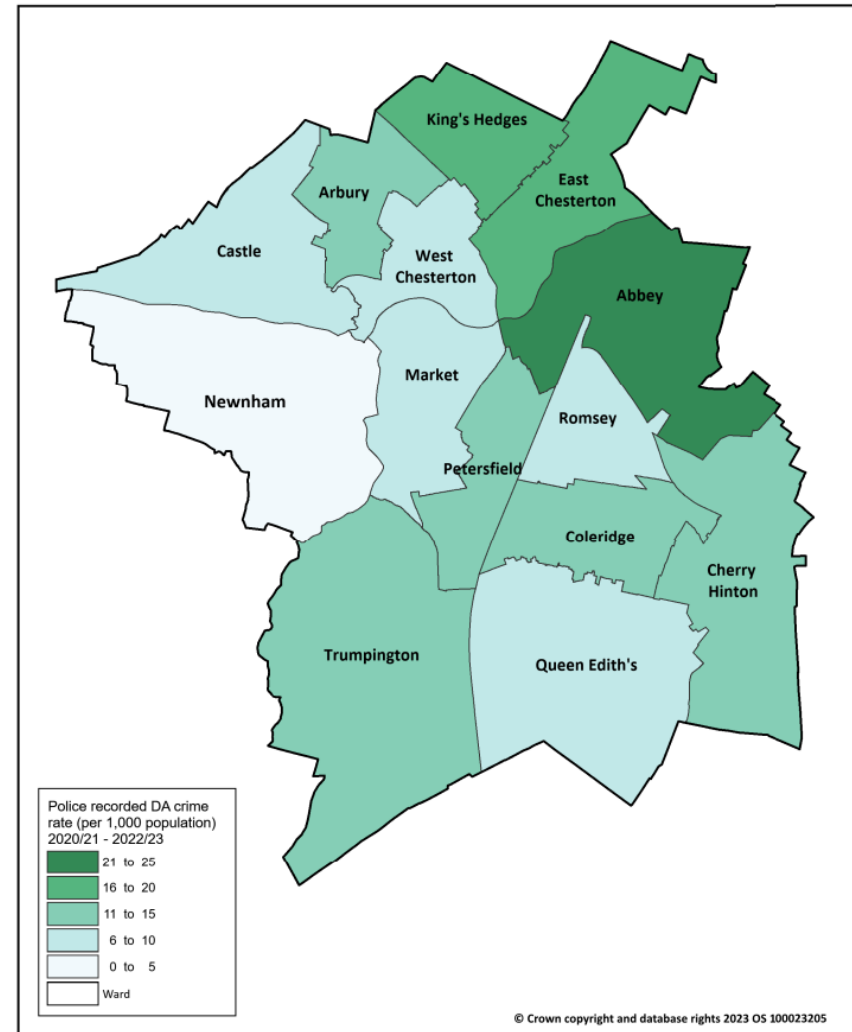 King's Hedges
East
Chesterton
Arbury
Castle
West
Chesterton
Abbey
Market
Newnham
Romsey
Petersfield
Coleridge
Cherry
Hinton
Trumpington
Queen Edith's
Police recorded DA crime
rate (per 1,000 population)
2020/21 - 2022/23
21 to 25
16 to 20
11 to 15
6 to 10
0 to 5
Ward
© Crown copyright and database rights 2023 OS 100023205